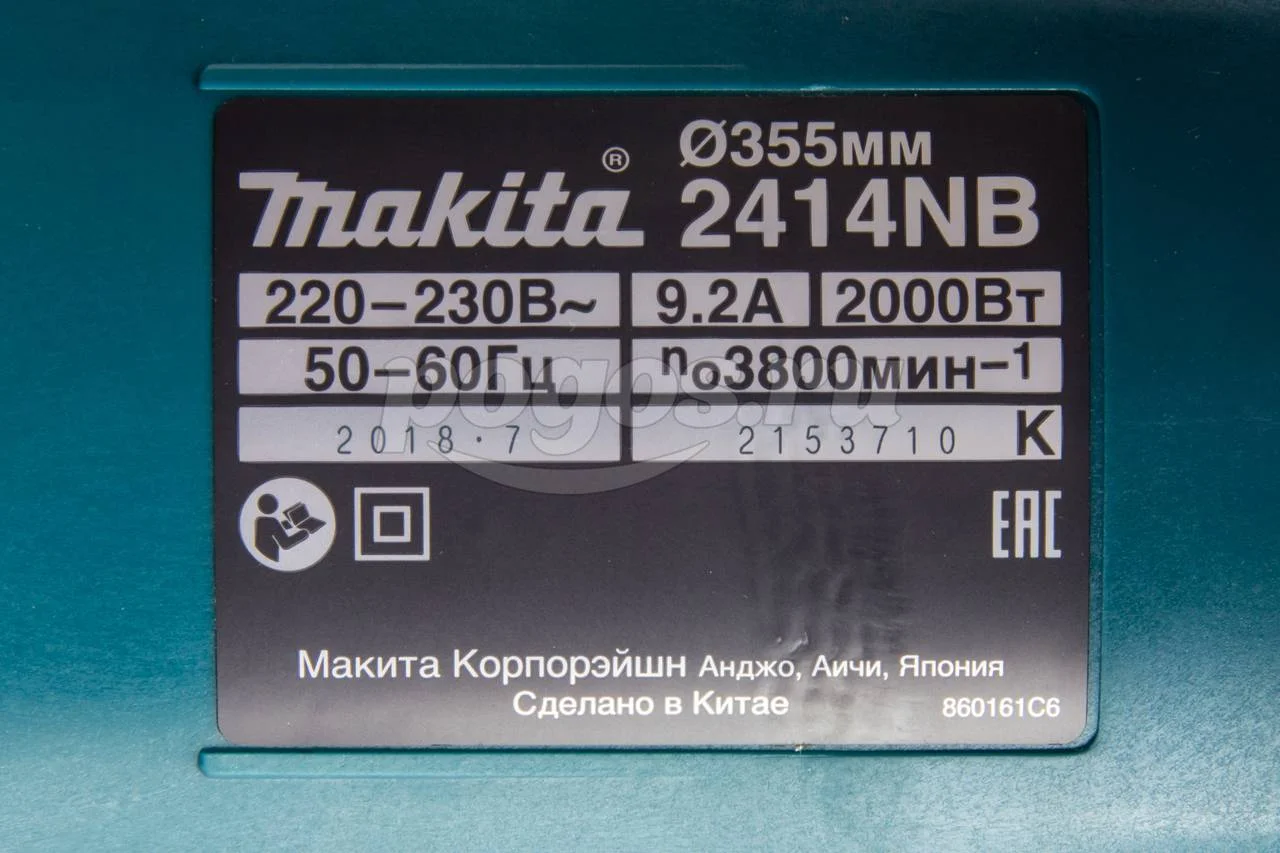 Ø355мм
makita® 2414NB
220–230В~ 9.2А 2000Вт
50–60Гц n₀3800мин–1
2018·7 2153710 K
EAC
Макита Корпорэйшн Анджо, Аичи, Япония
Сделано в Китае 860161C6
pogos.ru